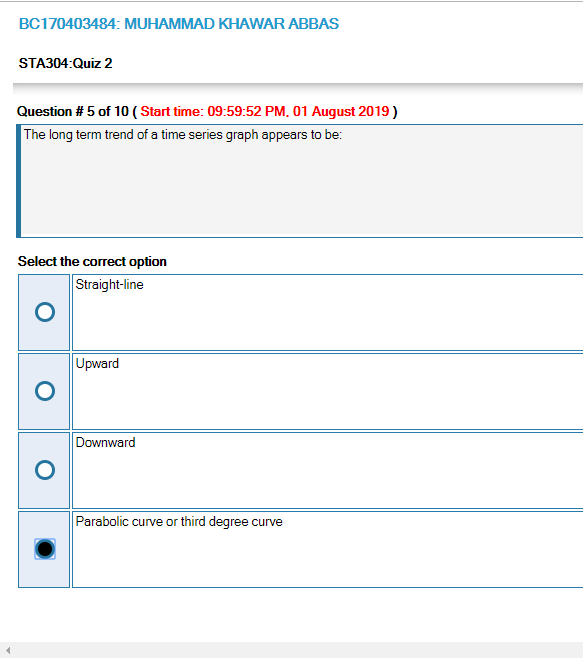 BC170403484: MUHAMMAD KHAWAR ABBAS
STA304:Quiz 2
Question # 5 of 10 ( Start time: 09:59:52 PM, 01 August 2019 )
The long term trend of a time series graph appears to be:
Select the correct option
Straight-line
Upward
Downward
Parabolic curve or third degree curve